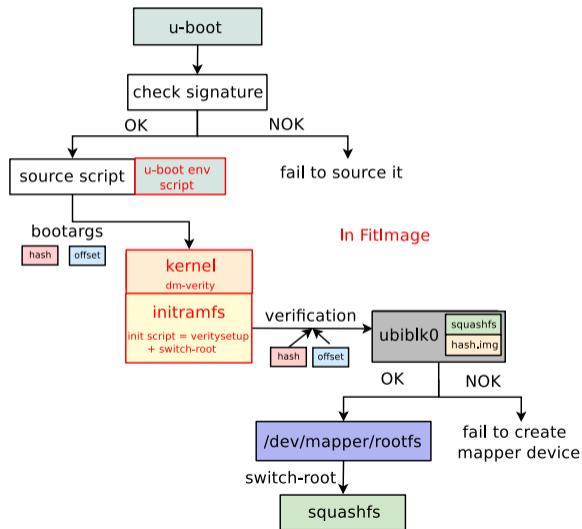 u-boot
check signature
OK
NOK
source script
u-boot env
script
fail to source it
bootargs
hash
offset
In FitImage
kernel
dm-verity
initramfs
init script = veritysetup
+ switch-root
verification
hash
offset
ubiblk0
squashfs
hash.img
OK
NOK
/dev/mapper/rootfs
fail to create
mapper device
switch-root
squashfs